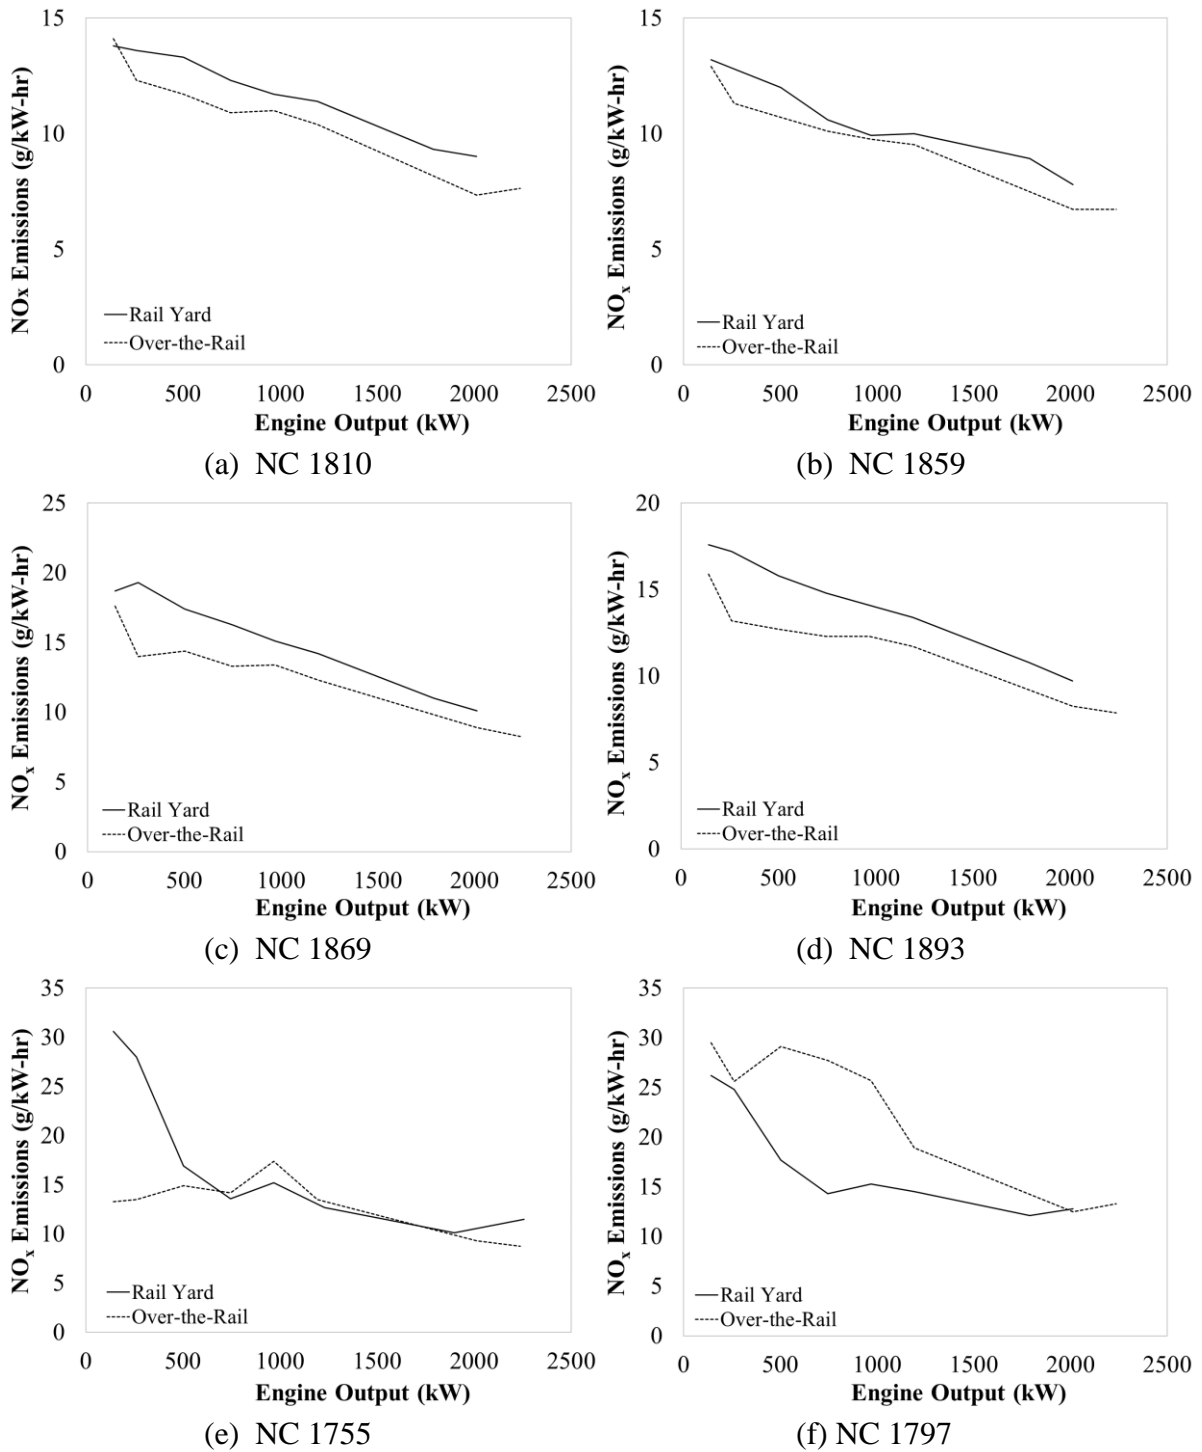 NOx Emissions (g/kW-hr)
15
10
5
0
Rail Yard
Over-the-Rail
0 500 1000 1500 2000 2500
Engine Output (kW)
(a) NC 1810
NOx Emissions (g/kW-hr)
15
10
5
0
Rail Yard
Over-the-Rail
0 500 1000 1500 2000 2500
Engine Output (kW)
(b) NC 1859
NOx Emissions (g/kW-hr)
25
20
15
10
5
0
Rail Yard
Over-the-Rail
0 500 1000 1500 2000 2500
Engine Output (kW)
(c) NC 1869
NOx Emissions (g/kW-hr)
20
15
10
5
0
Rail Yard
Over-the-Rail
0 500 1000 1500 2000 2500
Engine Output (kW)
(d) NC 1893
NOx Emissions (g/kW-hr)
35
30
25
20
15
10
5
0
Rail Yard
Over-the-Rail
0 500 1000 1500 2000 2500
Engine Output (kW)
(e) NC 1755
NOx Emissions (g/kW-hr)
35
30
25
20
15
10
5
0
Rail Yard
Over-the-Rail
0 500 1000 1500 2000 2500
Engine Output (kW)
(f) NC 1797